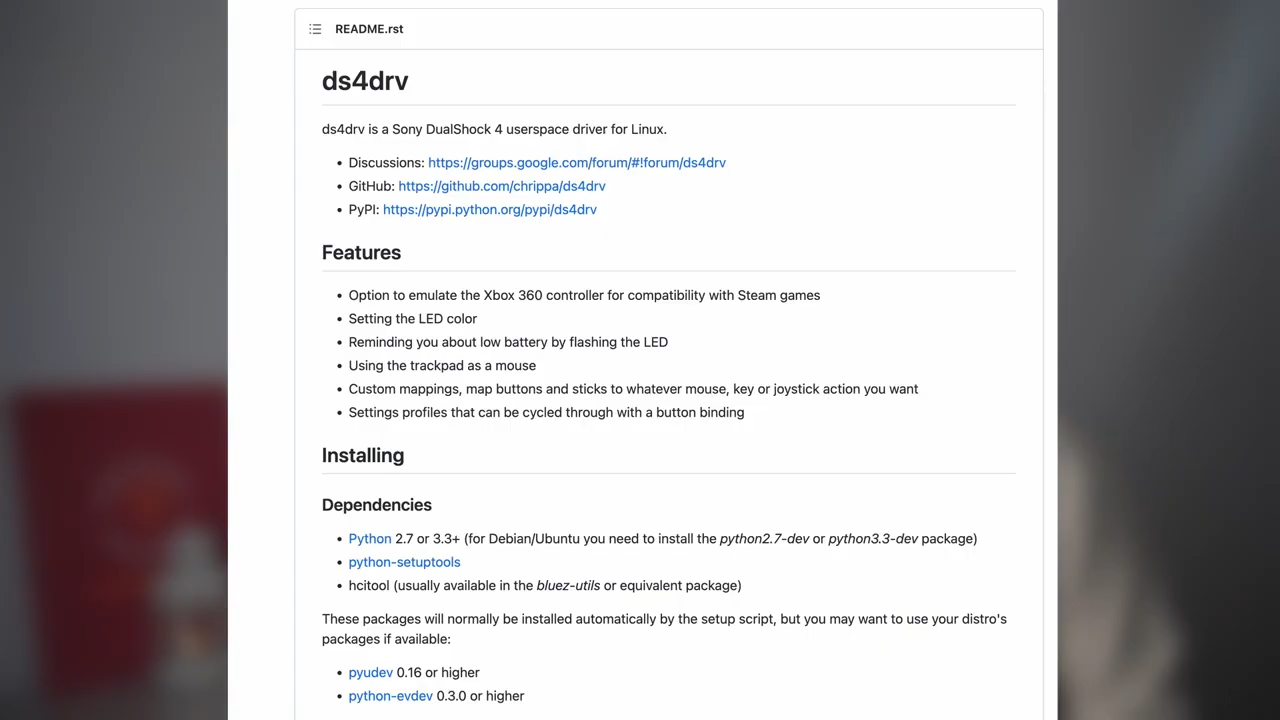 README.rst
ds4drv
ds4drv is a Sony DualShock 4 userspace driver for Linux.
• Discussions: https://groups.google.com/forum/#!forum/ds4drv
• GitHub: https://github.com/chrippa/ds4drv
• PyPI: https://pypi.python.org/pypi/ds4drv
Features
• Option to emulate the Xbox 360 controller for compatibility with Steam games
• Setting the LED color
• Reminding you about low battery by flashing the LED
• Using the trackpad as a mouse
• Custom mappings, map buttons and sticks to whatever mouse, key or joystick action you want
• Settings profiles that can be cycled through with a button binding
Installing
Dependencies
• Python 2.7 or 3.3+ (for Debian/Ubuntu you need to install the python2.7-dev or python3.3-dev package)
• python-setuptools
• hcitool (usually available in the bluez-utils or equivalent package)
These packages will normally be installed automatically by the setup script, but you may want to use your distro's
packages if available:
• pyudev 0.16 or higher
• python-evdev 0.3.0 or higher